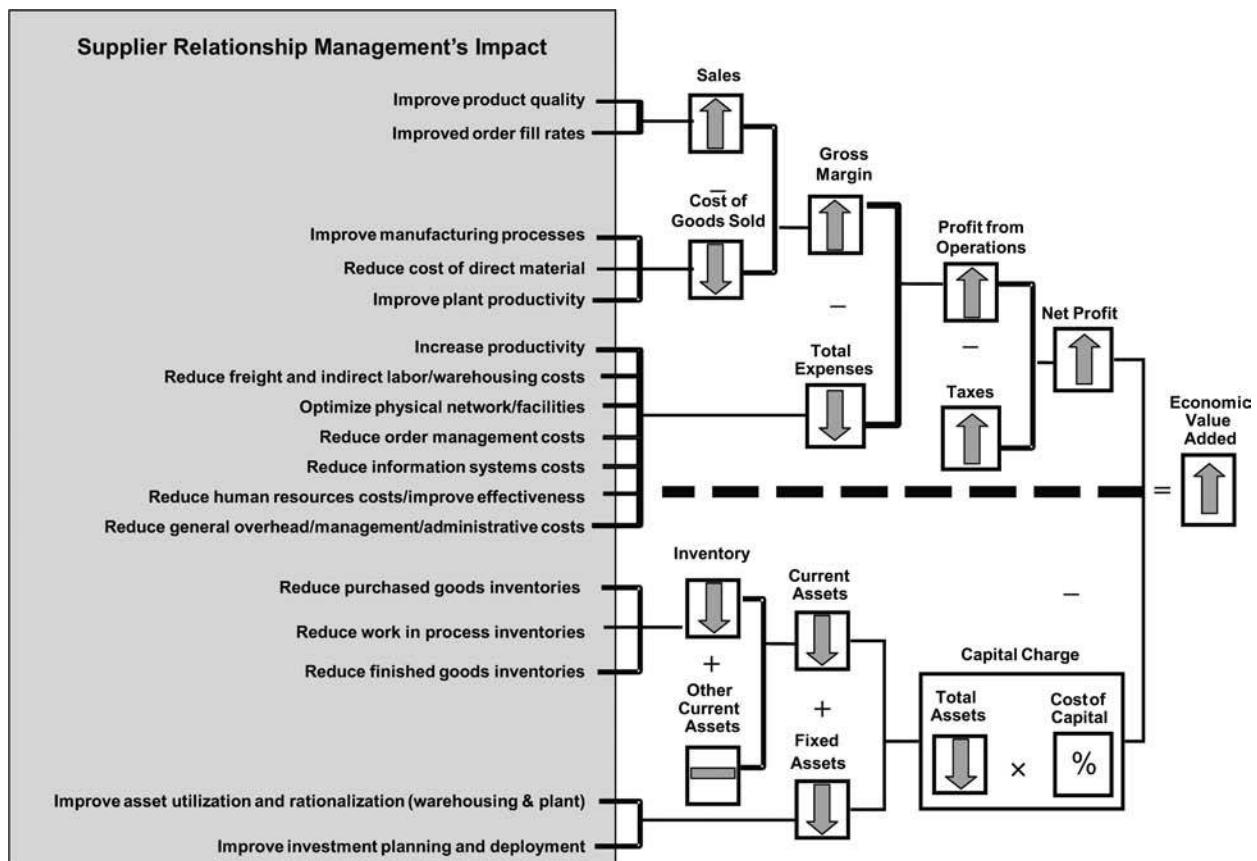 Supplier Relationship Management’s Impact
Improve product quality
Improved order fill rates
Improve manufacturing processes
Reduce cost of direct material
Improve plant productivity
Increase productivity
Reduce freight and indirect labor/warehousing costs
Optimize physical network/facilities
Reduce order management costs
Reduce information systems costs
Reduce human resources costs/improve effectiveness
Reduce general overhead/management/administrative costs
Reduce purchased goods inventories
Reduce work in process inventories
Reduce finished goods inventories
Improve asset utilization and rationalization (warehousing & plant)
Improve investment planning and deployment
Sales
–
Cost of
Goods Sold
Gross
Margin
–
Total
Expenses
Profit from
Operations
–
Taxes
Net Profit
Economic
Value
Added
=
Inventory
+
Other
Current
Assets
Current
Assets
+
Fixed
Assets
–
Capital Charge
Total
Assets
×
Cost of
Capital
%